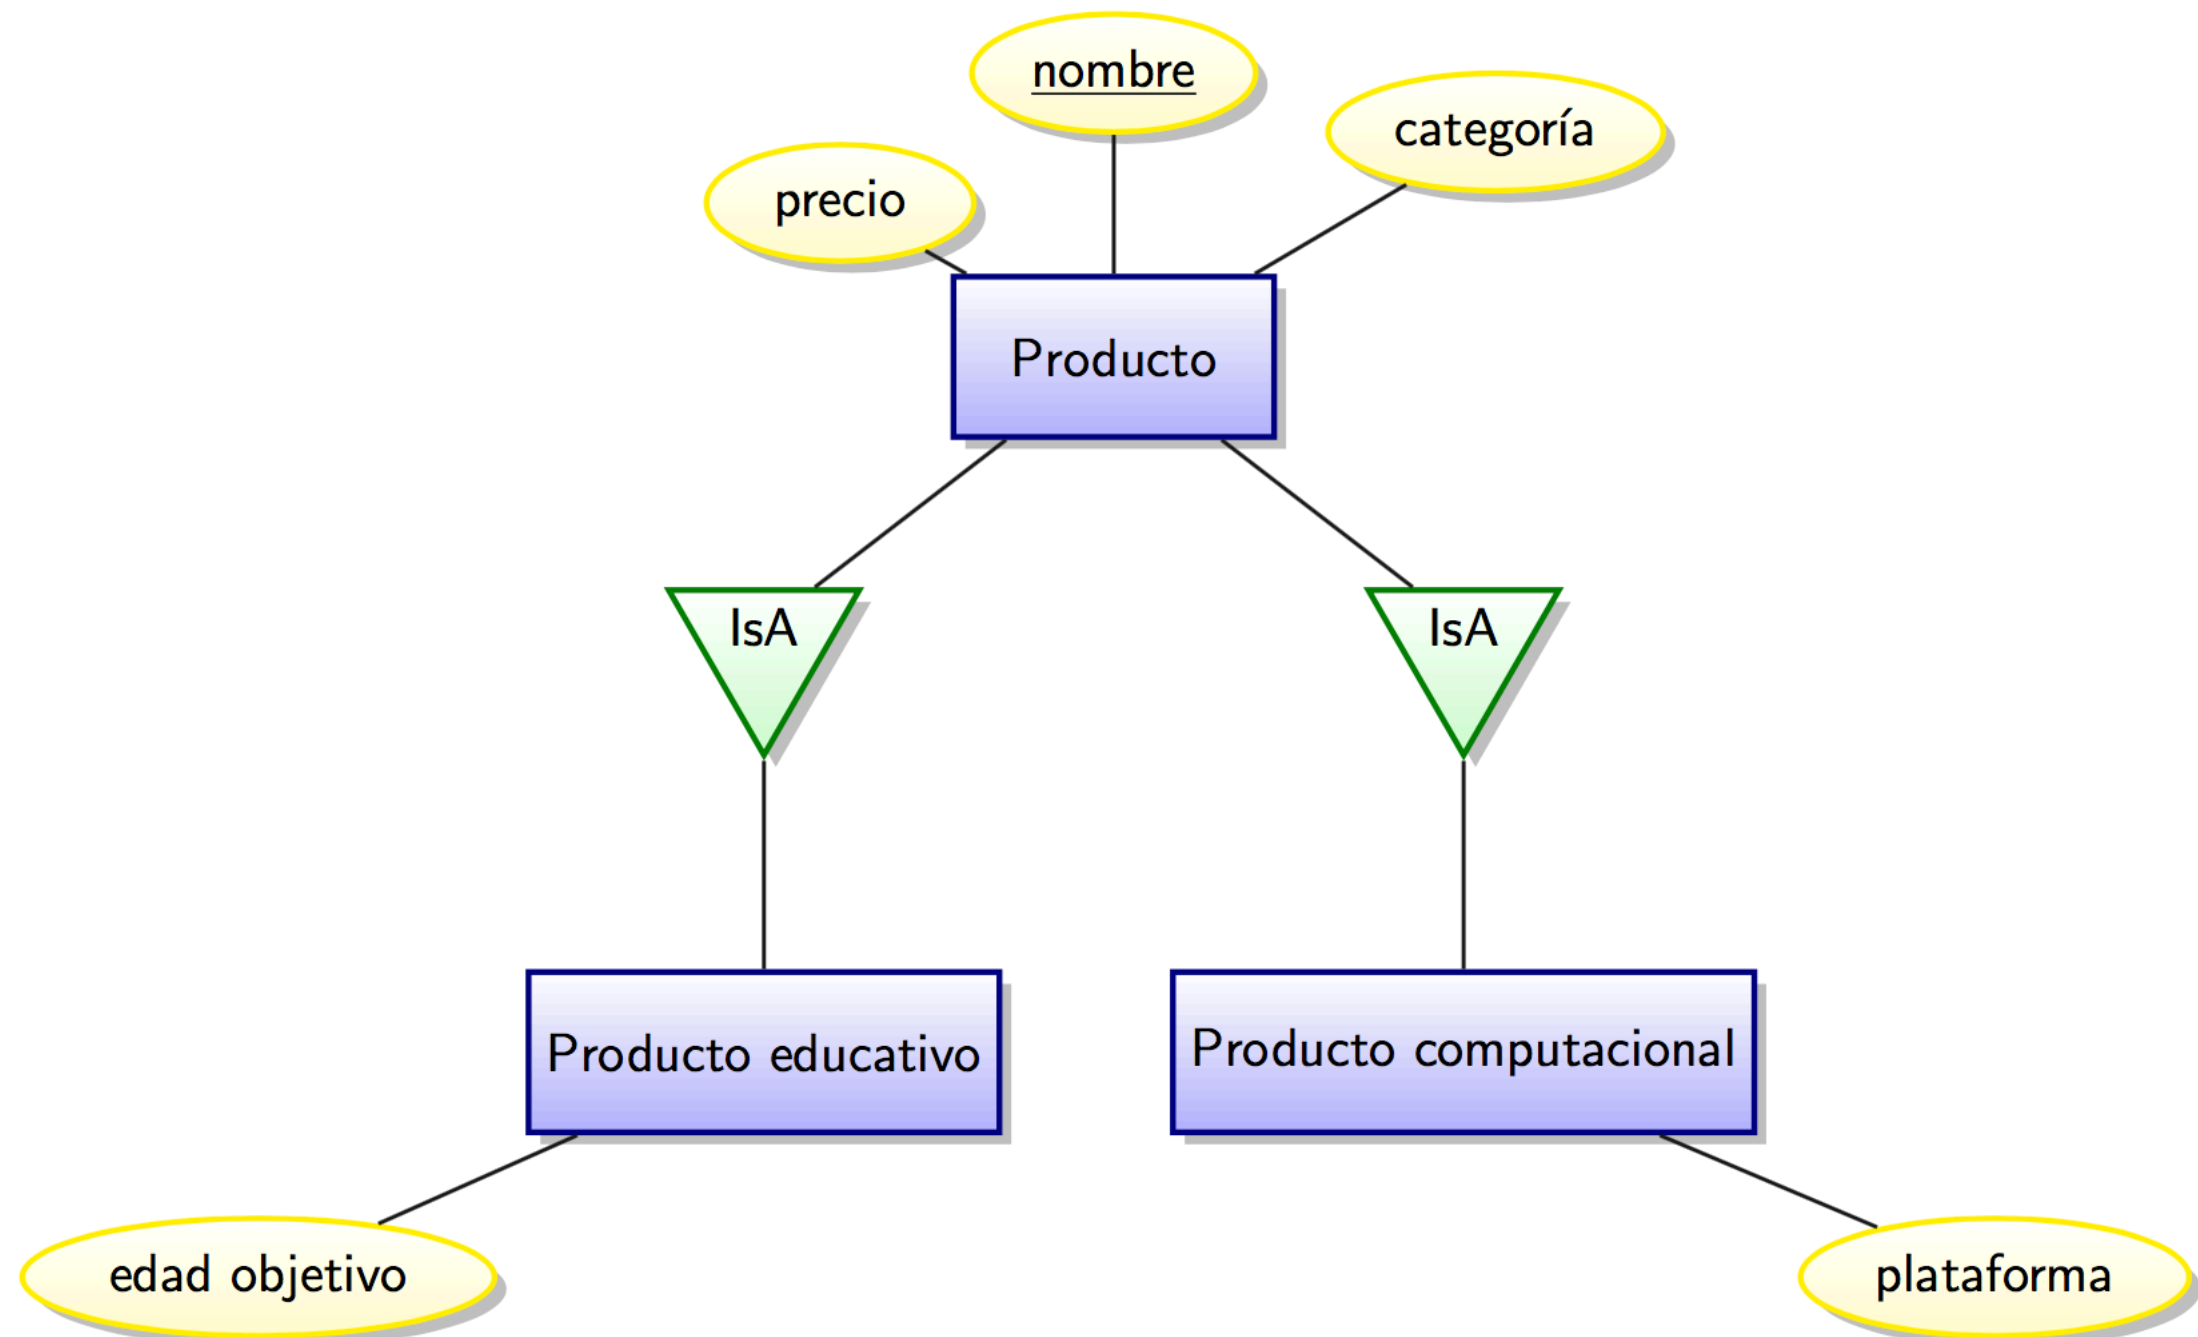 nombre
categoría
precio
Producto
IsA
IsA
Producto educativo
Producto computacional
edad objetivo
plataforma